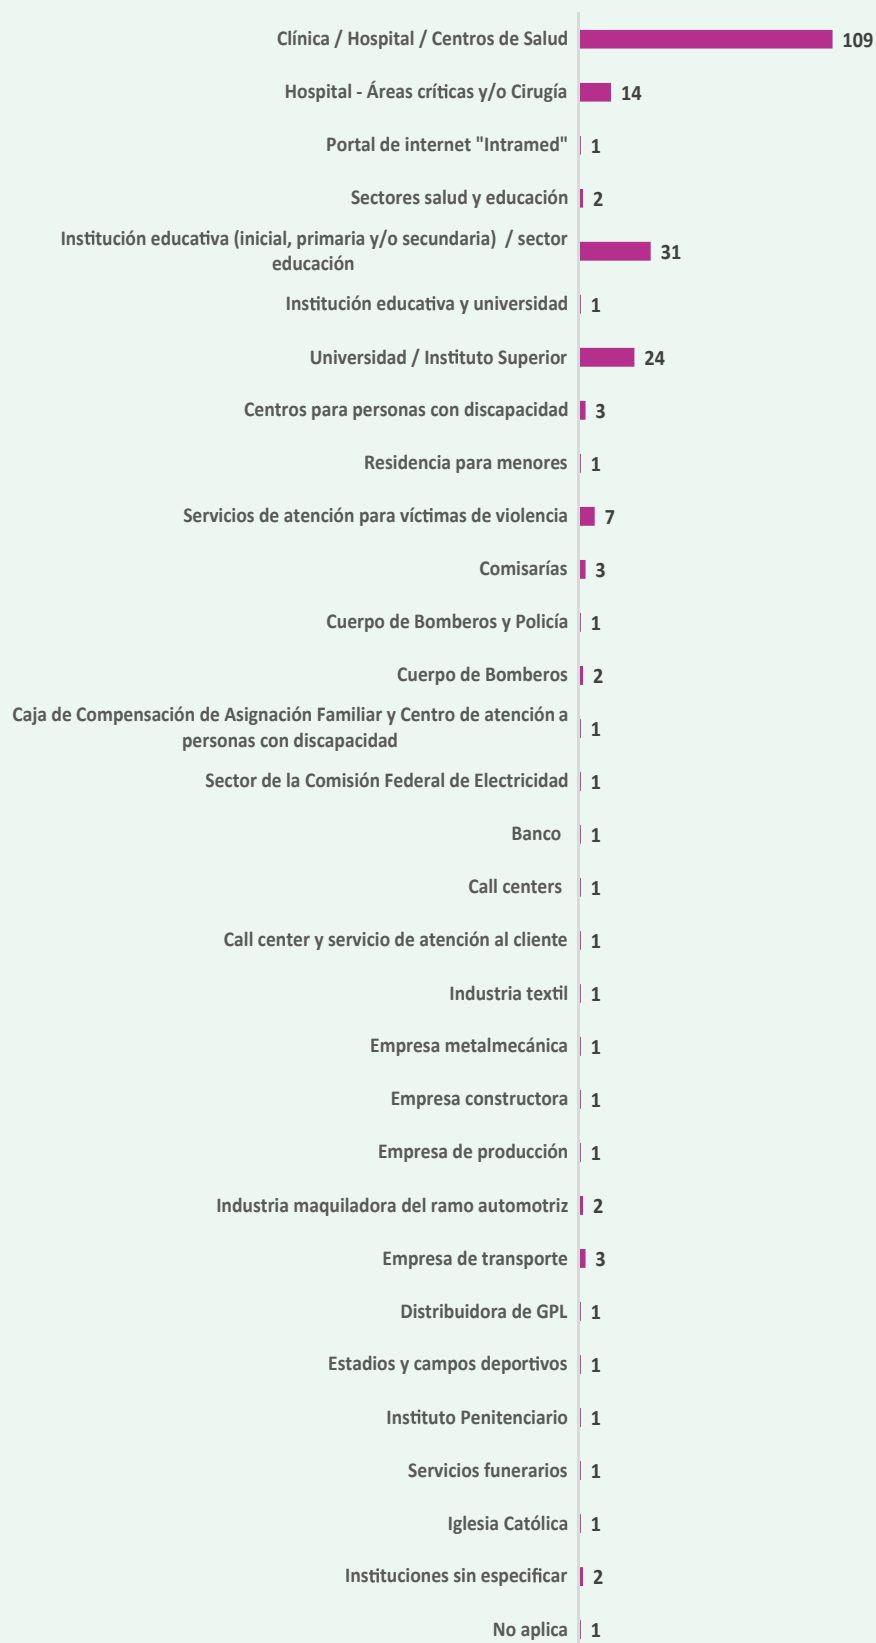 Clínica / Hospital / Centros de Salud 109
Hospital - Áreas críticas y/o Cirugía 14
Portal de internet "Intramed" 1
Sectores salud y educación 2
Institución educativa (inicial, primaria y/o secundaria) / sector
educación 31
Institución educativa y universidad 1
Universidad / Instituto Superior 24
Centros para personas con discapacidad 3
Residencia para menores 1
Servicios de atención para víctimas de violencia 7
Comisarías 3
Cuerpo de Bomberos y Policía 1
Cuerpo de Bomberos 2
Caja de Compensación de Asignación Familiar y Centro de atención a
personas con discapacidad 1
Sector de la Comisión Federal de Electricidad 1
Banco 1
Call centers 1
Call center y servicio de atención al cliente 1
Industria textil 1
Empresa metalmecánica 1
Empresa constructora 1
Empresa de producción 1
Industria maquiladora del ramo automotriz 2
Empresa de transporte 3
Distribuidora de GPL 1
Estadios y campos deportivos 1
Instituto Penitenciario 1
Servicios funerarios 1
Iglesia Católica 1
Instituciones sin especificar 2
No aplica 1